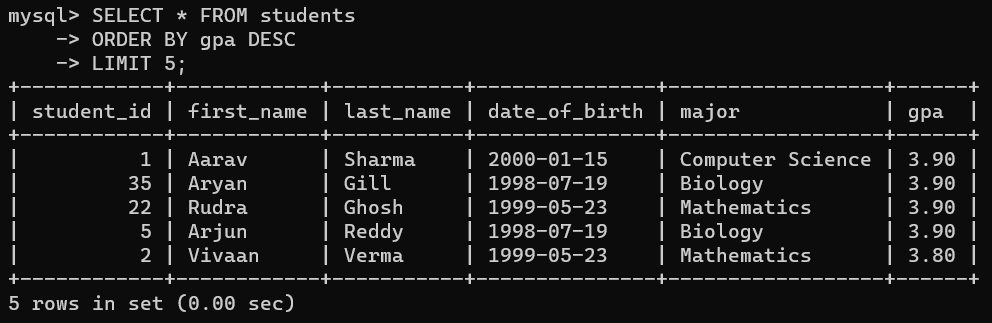 mysql> SELECT * FROM students
    -> ORDER BY gpa DESC
    -> LIMIT 5;
+------------+------------+-----------+---------------+------------------+------+
| student_id | first_name | last_name | date_of_birth | major            | gpa  |
+------------+------------+-----------+---------------+------------------+------+
|          1 | Aarav      | Sharma    | 2000-01-15    | Computer Science | 3.90 |
|         35 | Aryan      | Gill      | 1998-07-19    | Biology          | 3.90 |
|         22 | Rudra      | Ghosh     | 1999-05-23    | Mathematics      | 3.90 |
|          5 | Arjun      | Reddy     | 1998-07-19    | Biology          | 3.90 |
|          2 | Vivaan     | Verma     | 1999-05-23    | Mathematics      | 3.80 |
+------------+------------+-----------+---------------+------------------+------+
5 rows in set (0.00 sec)